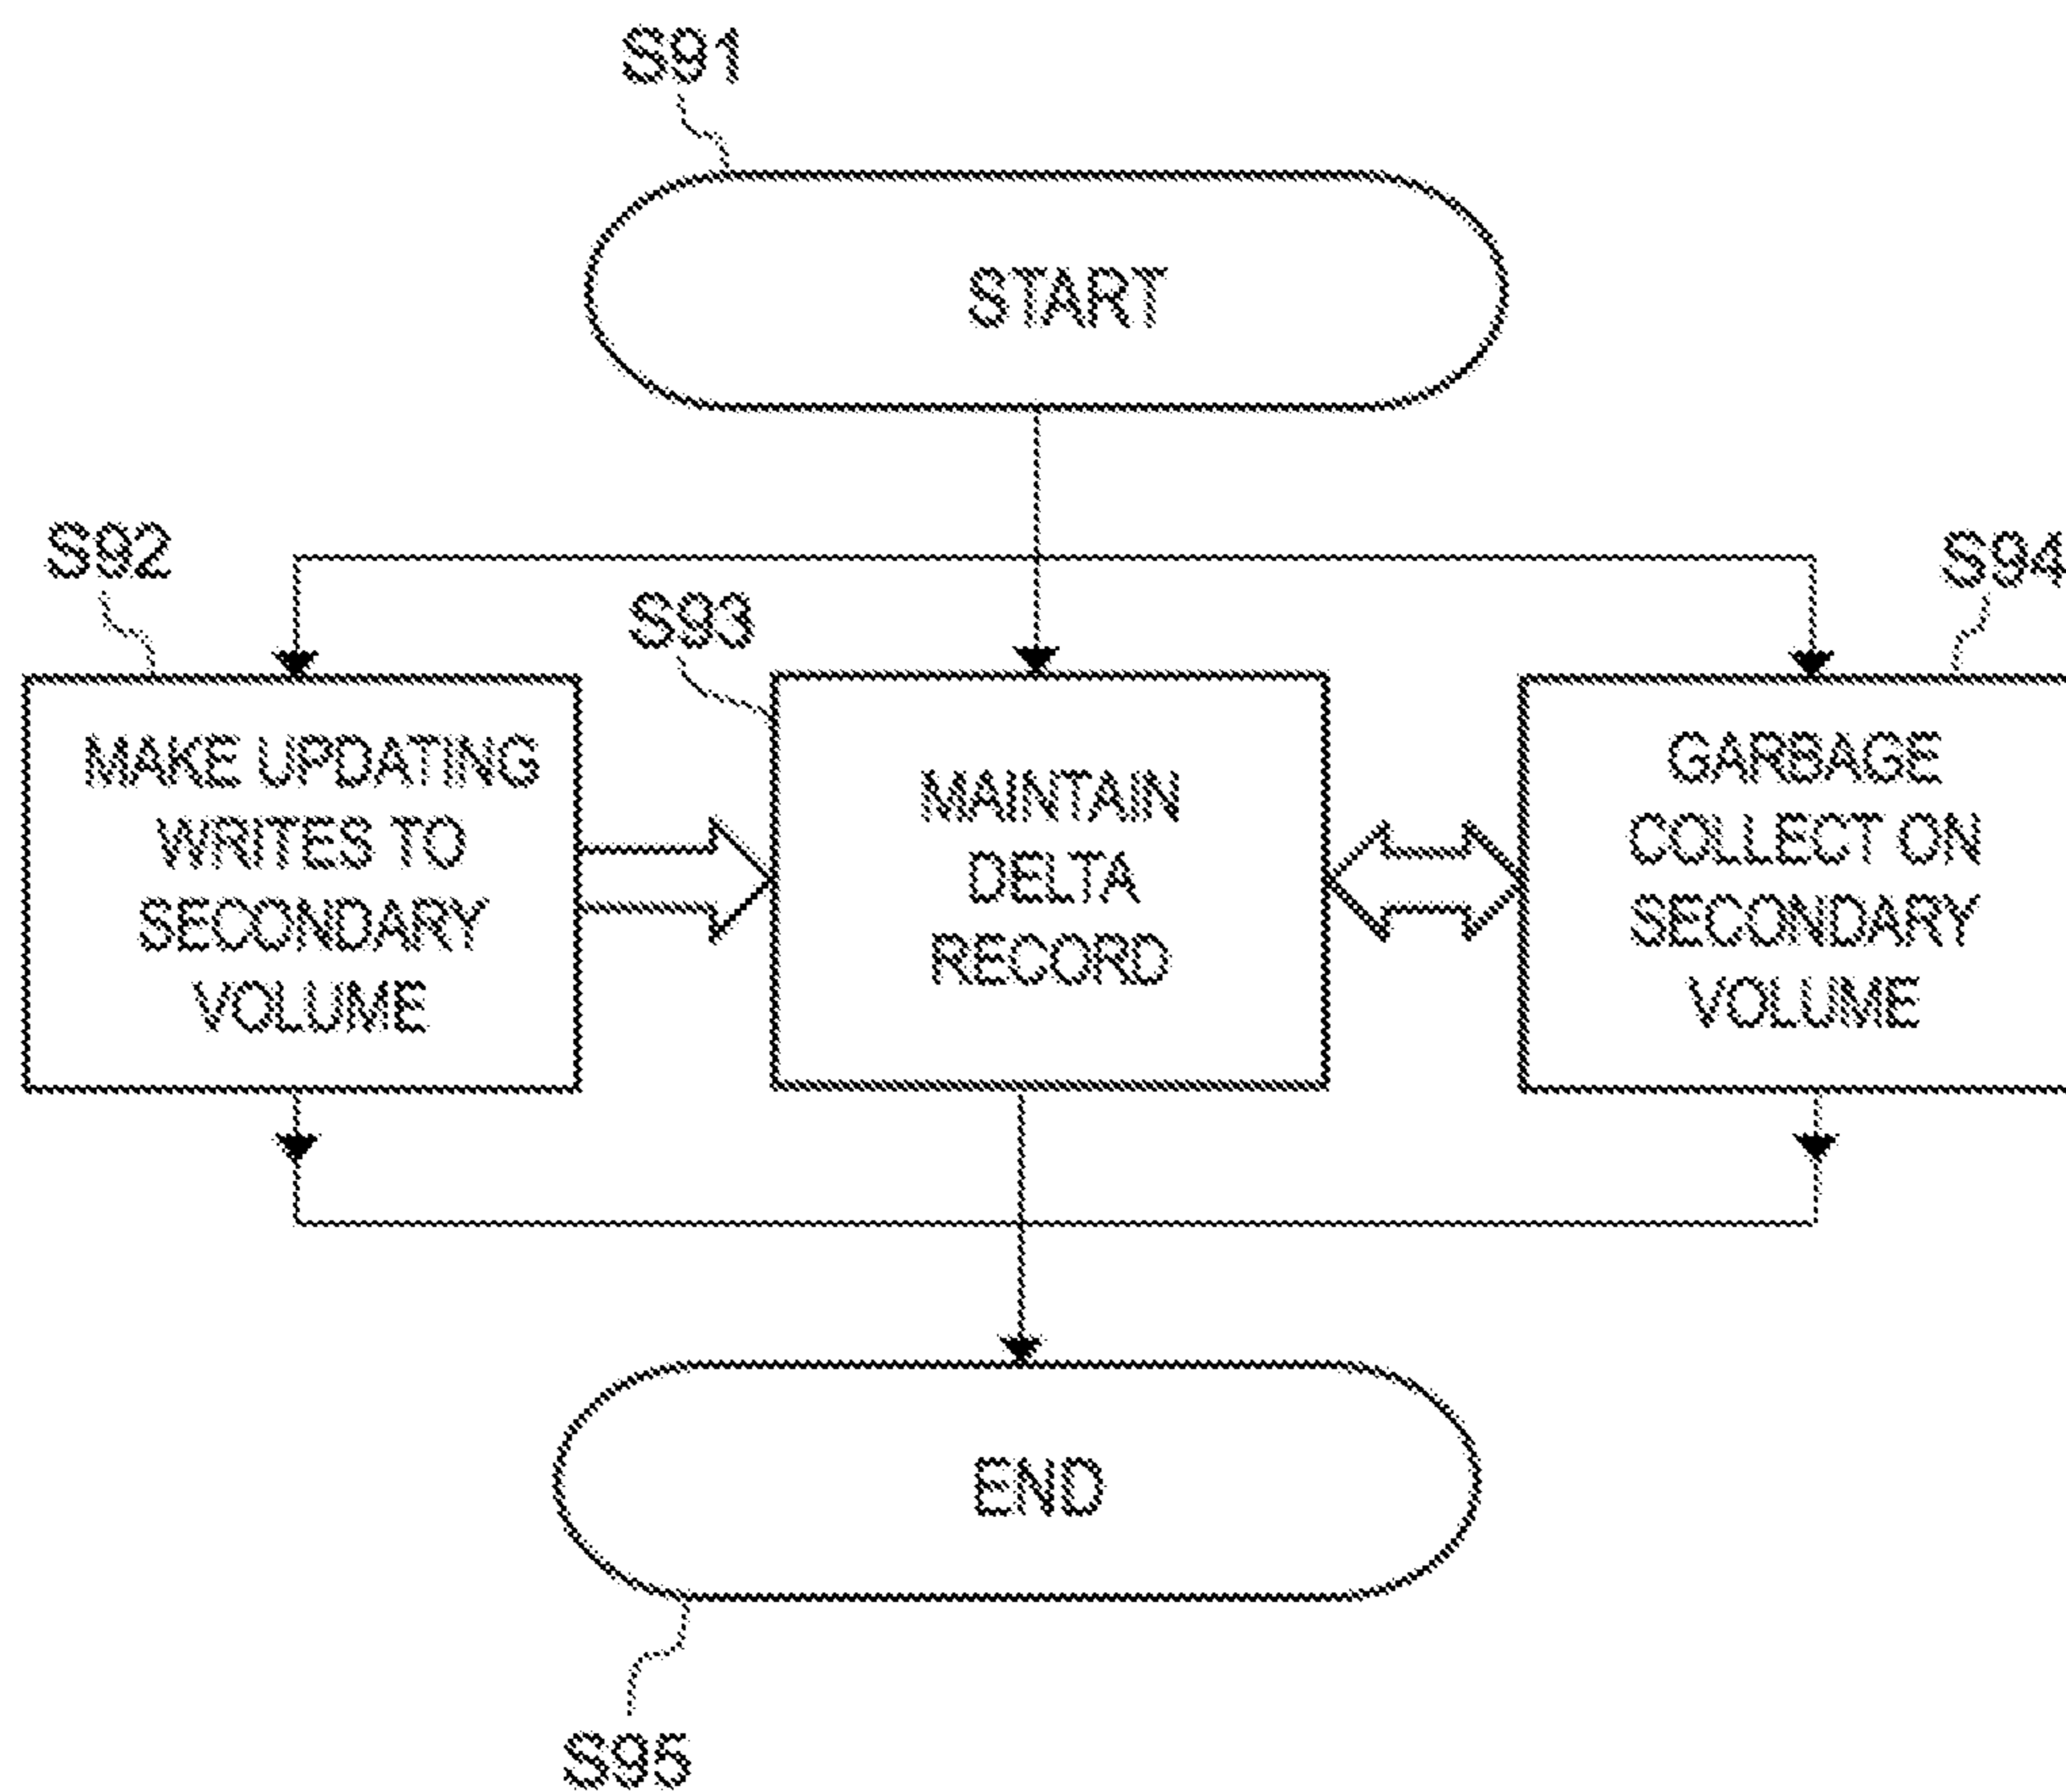 S91
START
S92
S93
S94
MAKE UPDATING
WRITES TO
SECONDARY
VOLUME
MAINTAIN
DELTA
RECORD
GARBAGE
COLLECT ON
SECONDARY
VOLUME
END
S95